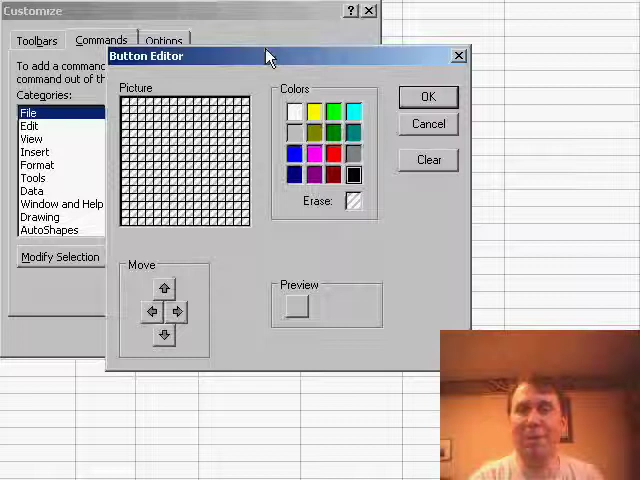 Customize
Toolbars Commands Options
Button Editor
To add a comma
command out of th
Categories:
File
Edit
View
Insert
Format
Tools
Data
Window and Help
Drawing
AutoShapes
Modify Selection
Picture
Colors
Erase:
OK
Cancel
Clear
Move
Preview